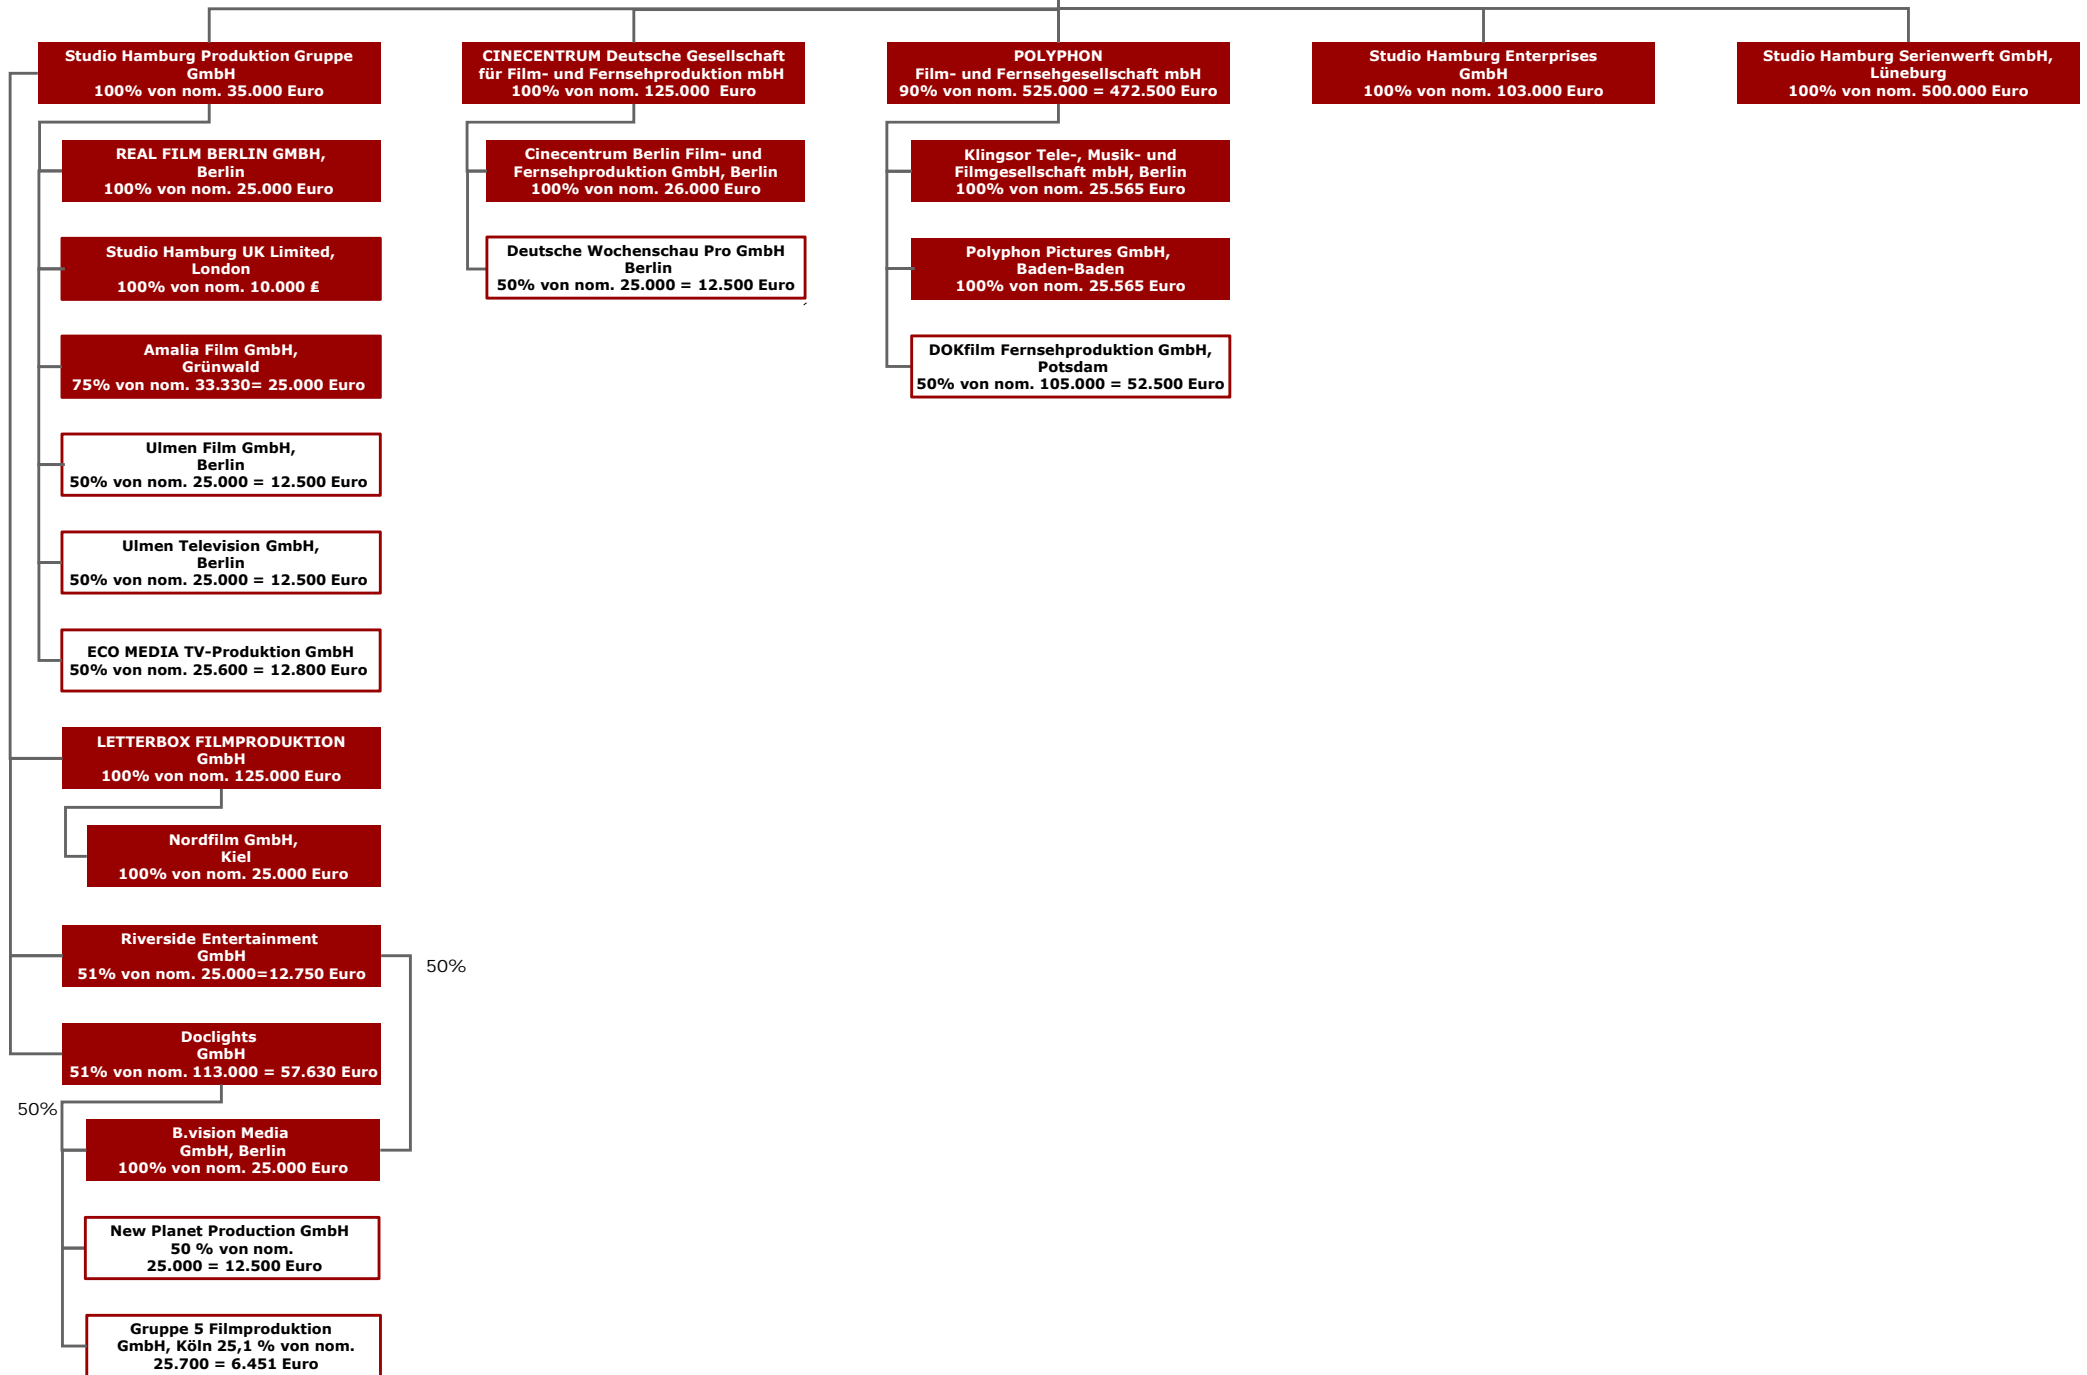 Studio Hamburg Produktion Gruppe
GmbH
100% von nom. 35.000 Euro
CINECENTRUM Deutsche Gesellschaft
für Film- und Fernsehproduktion mbH
100% von nom. 125.000 Euro
POLYPHON
Film- und Fernsehgesellschaft mbH
90% von nom. 525.000 = 472.500 Euro
Studio Hamburg Enterprises
GmbH
100% von nom. 103.000 Euro
Studio Hamburg Serienwerft GmbH,
Lüneburg
100% von nom. 500.000 Euro
REAL FILM BERLIN GMBH,
Berlin
100% von nom. 25.000 Euro
Cinecentrum Berlin Film- und
Fernsehproduktion GmbH, Berlin
100% von nom. 26.000 Euro
Klingsor Tele-, Musik- und
Filmgesellschaft mbH, Berlin
100% von nom. 25.565 Euro
Studio Hamburg UK Limited,
London
100% von nom. 10.000 ₤
Deutsche Wochenschau Pro GmbH
Berlin
50% von nom. 25.000 = 12.500 Euro
Polyphon Pictures GmbH,
Baden-Baden
100% von nom. 25.565 Euro
Amalia Film GmbH,
Grünwald
75% von nom. 33.330= 25.000 Euro
DOKfilm Fernsehproduktion GmbH,
Potsdam
50% von nom. 105.000 = 52.500 Euro
Ulmen Film GmbH,
Berlin
50% von nom. 25.000 = 12.500 Euro
Ulmen Television GmbH,
Berlin
50% von nom. 25.000 = 12.500 Euro
ECO MEDIA TV-Produktion GmbH
50% von nom. 25.600 = 12.800 Euro
LETTERBOX FILMPRODUKTION
GmbH
100% von nom. 125.000 Euro
Nordfilm GmbH,
Kiel
100% von nom. 25.000 Euro
Riverside Entertainment
GmbH
51% von nom. 25.000=12.750 Euro
50%
Doclights
GmbH
51% von nom. 113.000 = 57.630 Euro
50%
B.vision Media
GmbH, Berlin
100% von nom. 25.000 Euro
New Planet Production GmbH
50 % von nom.
25.000 = 12.500 Euro
Gruppe 5 Filmproduktion
GmbH, Köln 25,1 % von nom.
25.700 = 6.451 Euro